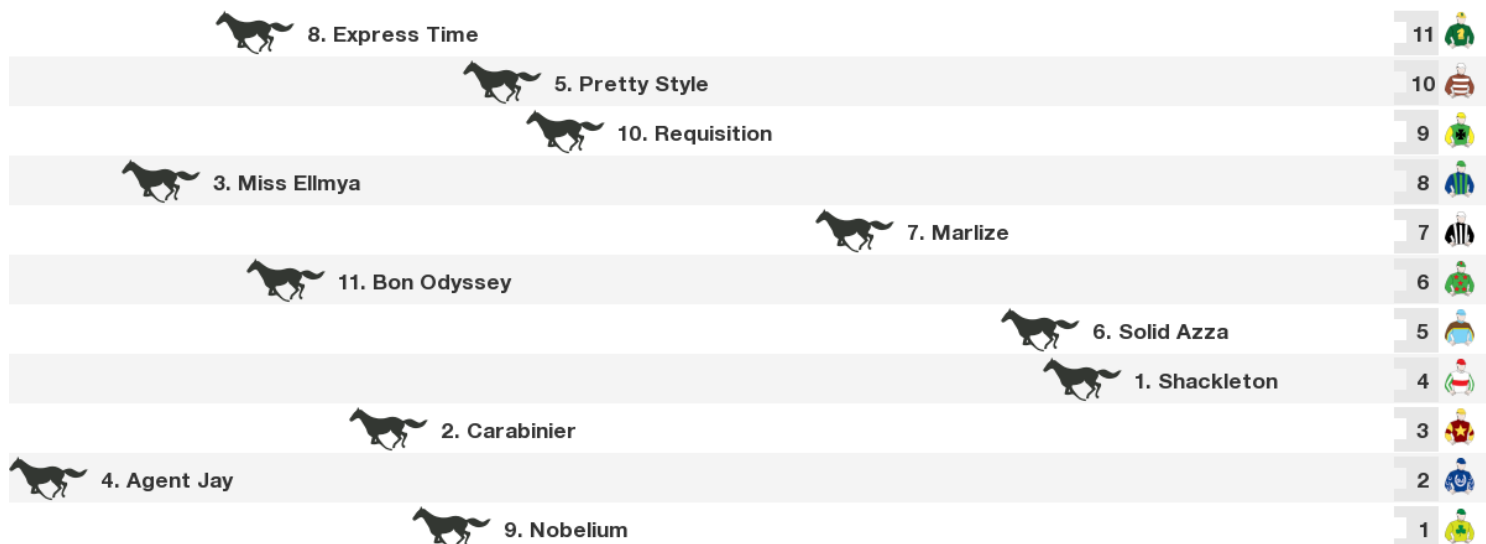 8. Express Time 11
5. Pretty Style 10
10. Requisition 9
3. Miss Ellmya 8
7. Marlize 7
11. Bon Odyssey 6
6. Solid Azza 5
1. Shackleton 4
2. Carabinier 3
4. Agent Jay 2
9. Nobelium 1